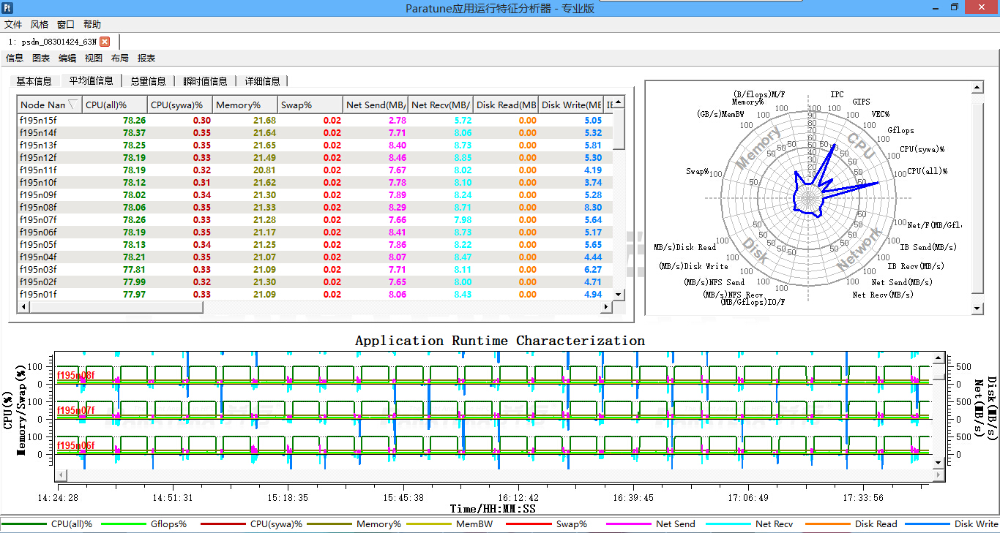 Pt Paratune应用运行特征分析器 - 专业版
文件 风格 窗口 帮助
1: psdm_08301424_63N
信息 图表 编辑 视图 布局 报表
基本信息 平均值信息 总量信息 瞬时值信息 详细信息
Node Nam CPU(all)% CPU(sywa)% Memory% Swap% Net Send(MB/ Net Recv(MB/ Disk Read(MB Disk Write(ME IE
f195n15f 78.26 0.30 21.68 0.02 2.78 5.72 0.00 5.05
f195n14f 78.37 0.35 21.64 0.02 7.71 8.06 0.00 5.32
f195n13f 78.25 0.35 21.65 0.02 8.40 8.73 0.00 5.81
f195n12f 78.19 0.33 21.49 0.02 8.46 8.85 0.00 5.30
f195n11f 78.19 0.32 20.81 0.02 7.67 8.02 0.00 4.19
f195n10f 78.12 0.31 21.62 0.02 7.78 8.10 0.00 3.74
f195n09f 78.02 0.34 21.30 0.02 7.89 8.24 0.00 5.28
f195n08f 78.06 0.35 21.33 0.02 8.29 8.71 0.00 8.30
f195n07f 78.26 0.33 21.28 0.02 7.66 7.98 0.00 5.64
f195n06f 78.19 0.35 21.17 0.02 8.41 8.73 0.00 5.17
f195n05f 78.13 0.34 21.25 0.02 7.86 8.22 0.00 5.65
f195n04f 78.21 0.35 21.07 0.02 8.07 8.47 0.00 4.44
f195n03f 77.81 0.33 21.09 0.02 7.71 8.11 0.00 6.27
f195n02f 77.99 0.32 21.30 0.02 7.65 8.00 0.00 4.71
f195n01f 77.97 0.33 21.09 0.02 8.06 8.43 0.00 4.94
(B/flops)M/F IPC
Memory% 100 100 100 100 GIPS
(GB/s)MemBW 100 90 100 VEC%
100 80 100 Gflops
70 100 CPU(sywa)%
Memory 60 CPU
50 50 50 50 50
40 50 100
30 50
Swap% 100 20 50 100 CPU(all)%
10
50 100 Net/F(MB/Gfl
50
(MB/s)Disk Read 100 50 50 100 IB Send(MB/s)
Disk 50 50 50 50 Network
(MB/s)Disk Write 100 100 IB Recv(MB/s)
(MB/s)NFS Send 100 100 Net Send(MB/s)
(MB/s)NFS Recv 100 100 Net Recv(MB/s)
(MB/Gflops)IO/F
Application Runtime Characterization
CPU(%)
Memory/Swap(%)
100 f195n08f 500
0 0
100 f195n07f 500
0 0
100 f195n06f 500
0 0
Net(MB/s)
Disk(MB/s)
14:24:28 14:51:31 15:18:35 15:45:38 16:12:42 16:39:45 17:06:49 17:33:56
Time/HH:MM:SS
CPU(all)% Gflops% CPU(sywa)% Memory% MemBW Swap% Net Send Net Recv Disk Read Disk Write